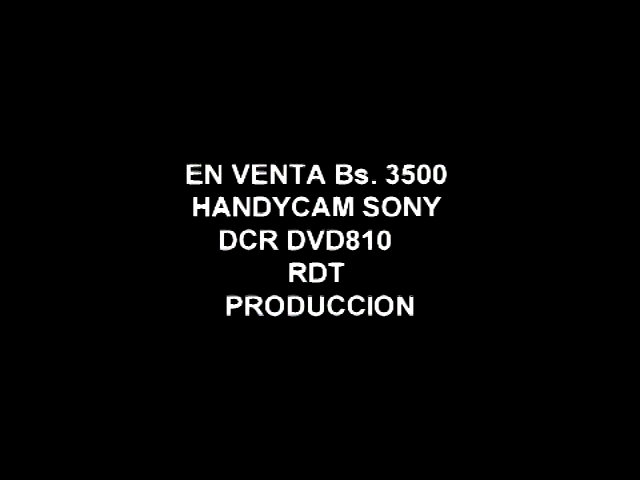 EN VENTA Bs. 3500
HANDYCAM SONY
DCR DVD810
RDT
PRODUCCION